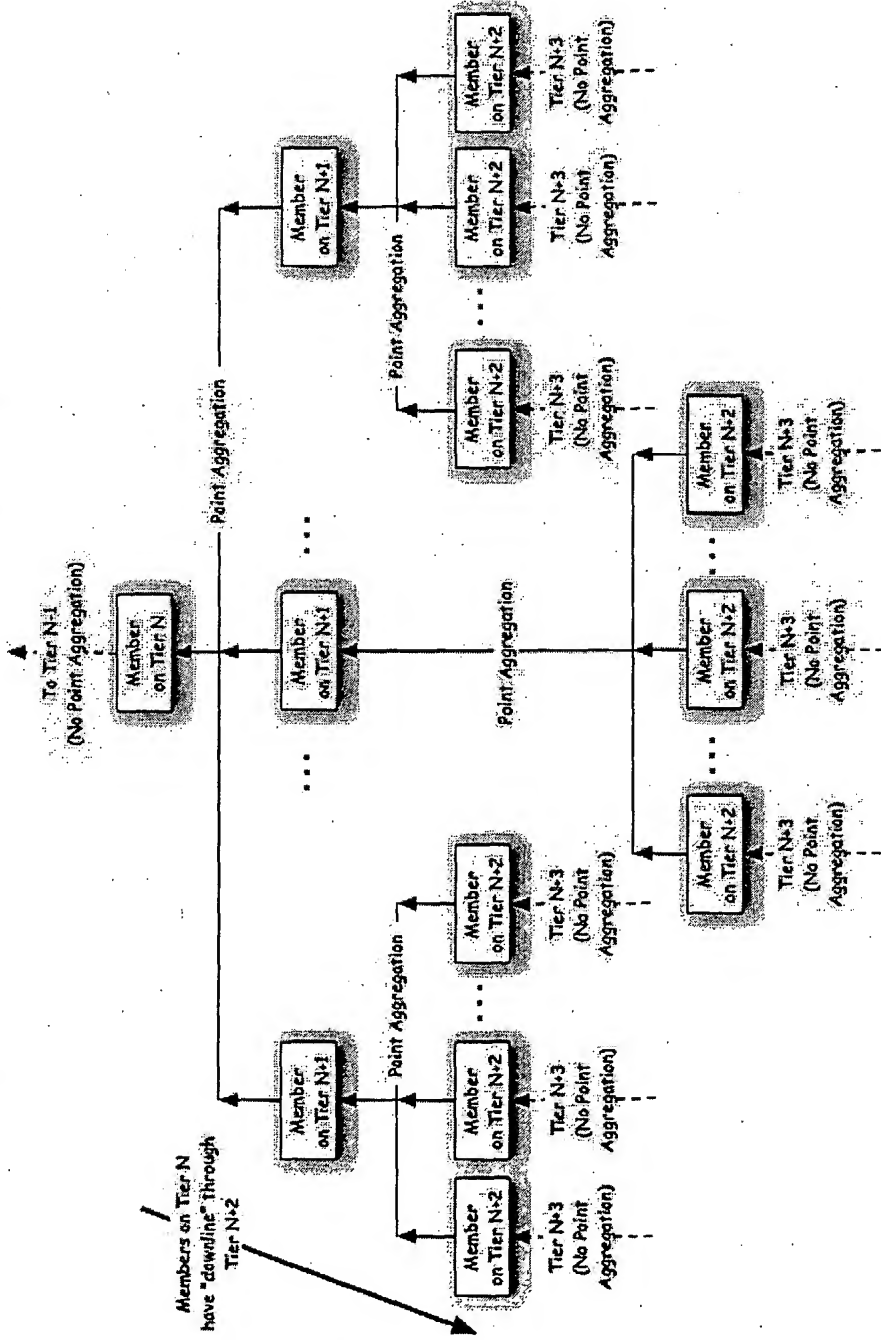 To Tier N-1
(No Point Aggregation)
Member
on Tier N
Members on Tier N
have "downline" through
Tier N+2
Point Aggregation
Member
on Tier N+1
Member
on Tier N+1
Member
on Tier N+1
Point Aggregation
Point Aggregation
Member
on Tier N+2
Member
on Tier N+2
Member
on Tier N+2
Member
on Tier N+2
Member
on Tier N+2
Member
on Tier N+2
Point Aggregation
Tier N+3
(No Point
Aggregation)
Tier N+3
(No Point
Aggregation)
Tier N+3
(No Point
Aggregation)
Tier N+3
(No Point
Aggregation)
Tier N+3
(No Point
Aggregation)
Tier N+3
(No Point
Aggregation)
Member
on Tier N+2
Member
on Tier N+2
Member
on Tier N+2
Tier N+3
(No Point
Aggregation)
Tier N+3
(No Point
Aggregation)
Tier N+3
(No Point
Aggregation)